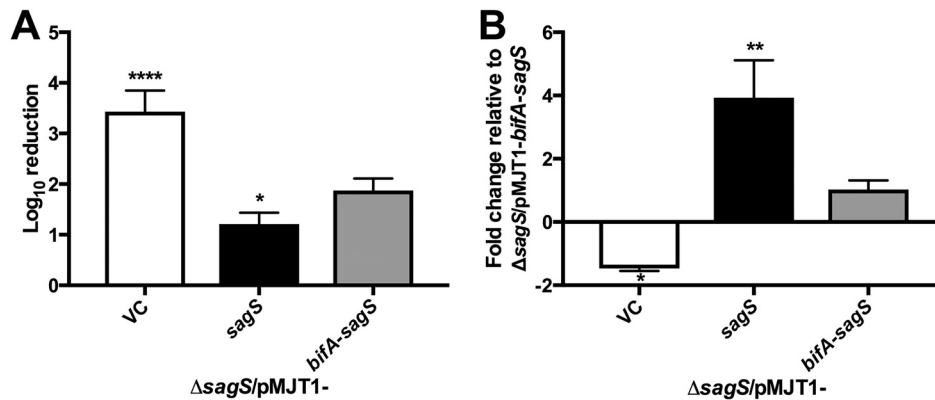 A
Log10 reduction
5
4
3
2
1
0
****
*
VC
sagS
bifA-sagS
ΔsagS/pMJT1-
B
Fold change relative to
ΔsagS/pMJT1-bifA-sagS
6
4
2
0
-2
*
**
VC
sagS
bifA-sagS
ΔsagS/pMJT1-